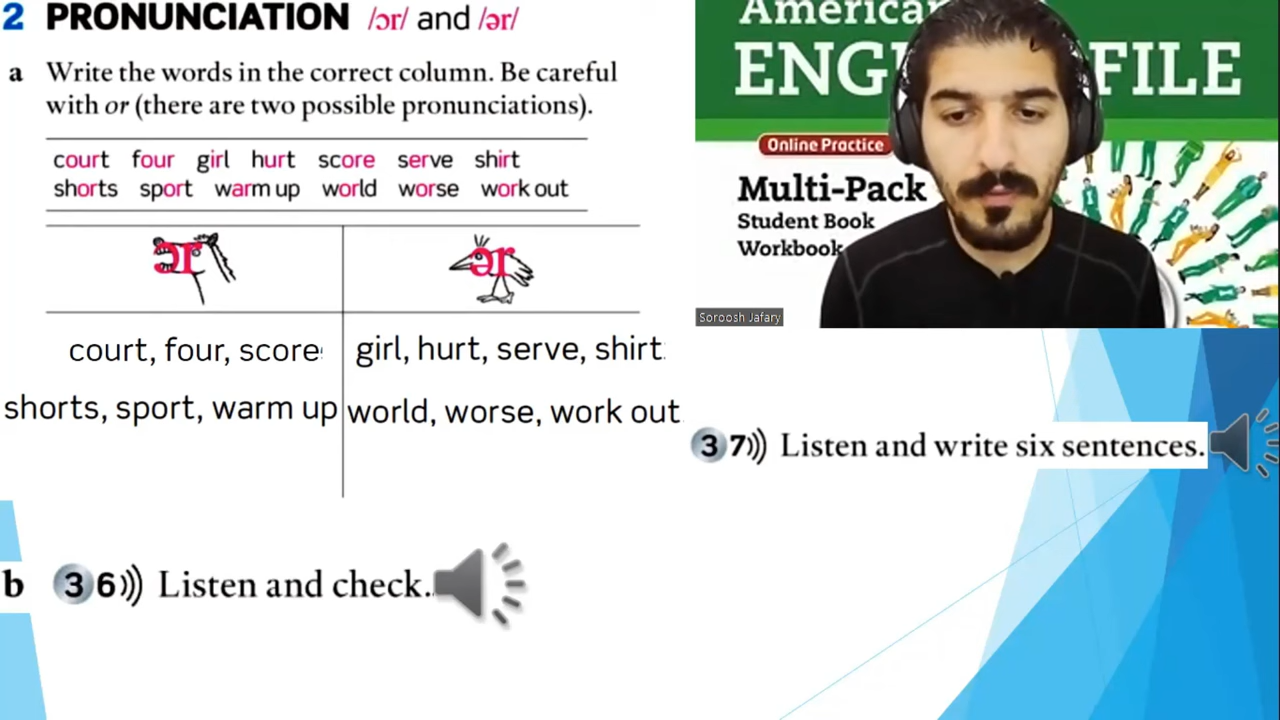 2 PRONUNCIATION /ɔr/ and /ər/
a Write the words in the correct column. Be careful
with or (there are two possible pronunciations).
court four girl hurt score serve shirt
shorts sport warm up world worse work out
ɔr ər
court, four, score
girl, hurt, serve, shirt
shorts, sport, warm up
world, worse, work out
b 3 6 Listen and check.
American
ENG FILE
Online Practice
Multi-Pack
Student Book
Workbook
Soroosh Jafary
3 7 Listen and write six sentences.